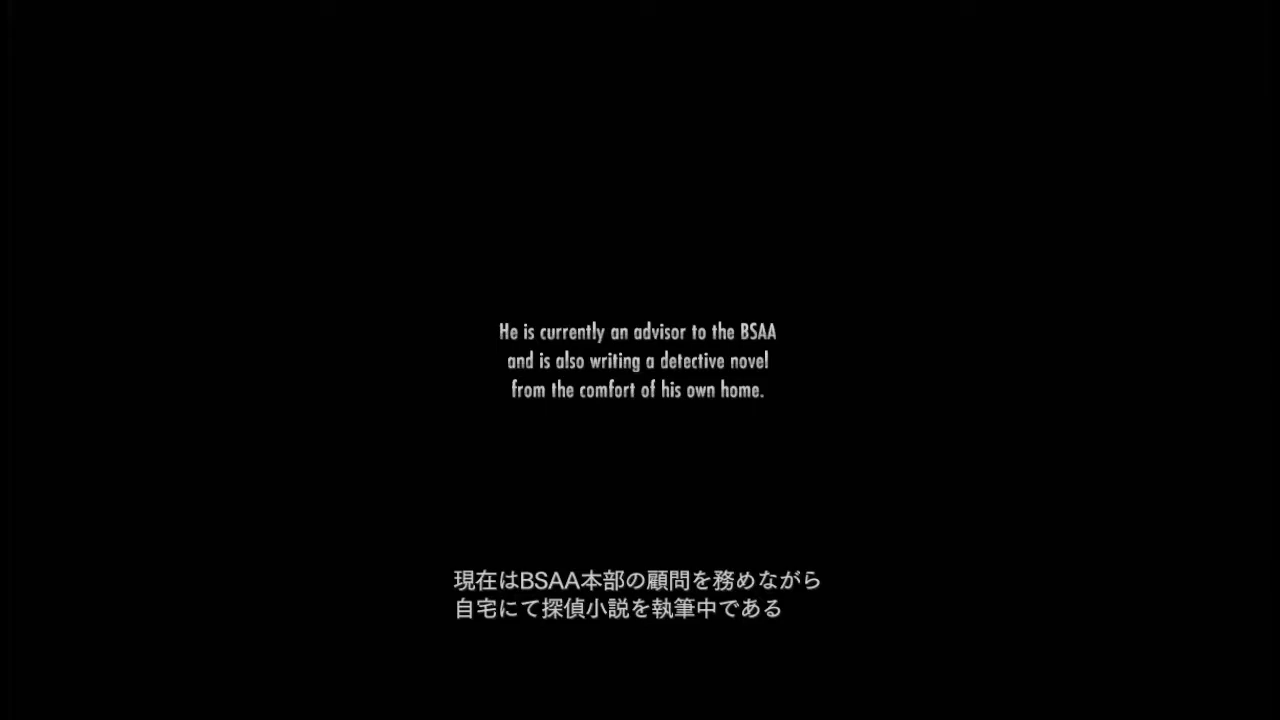 He is currently an advisor to the BSAA
and is also writing a detective novel
from the comfort of his own home.
現在はBSAA本部の顧問を務めながら
自宅にて探偵小説を執筆中である